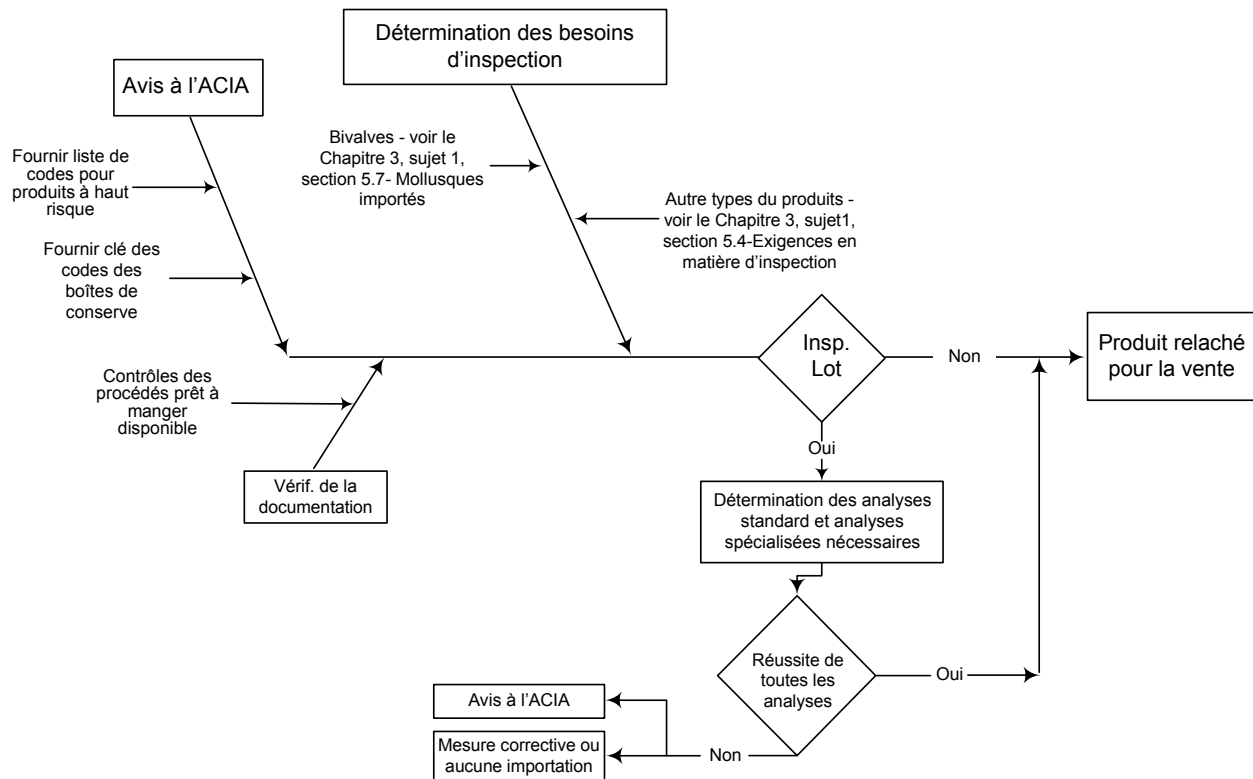 Détermination des besoins
d’inspection
Avis à l’ACIA
Fournir liste de
codes pour
produits à haut
risque
Bivalves - voir le
Chapitre 3, sujet 1,
section 5.7- Mollusques
importés
Autre types du produits -
voir le Chapitre 3, sujet1,
section 5.4-Exigences en
matière d’inspection
Fournir clé des
codes des
boîtes de
conserve
Insp.
Lot
Non
Produit relaché
pour la vente
Contrôles des
procédés prêt à
manger
disponible
Oui
Vérif. de la
documentation
Détermination des analyses
standard et analyses
spécialisées nécessaires
Réussite de
toutes les
analyses
Oui
Avis à l’ACIA
Mesure corrective ou
aucune importation
Non